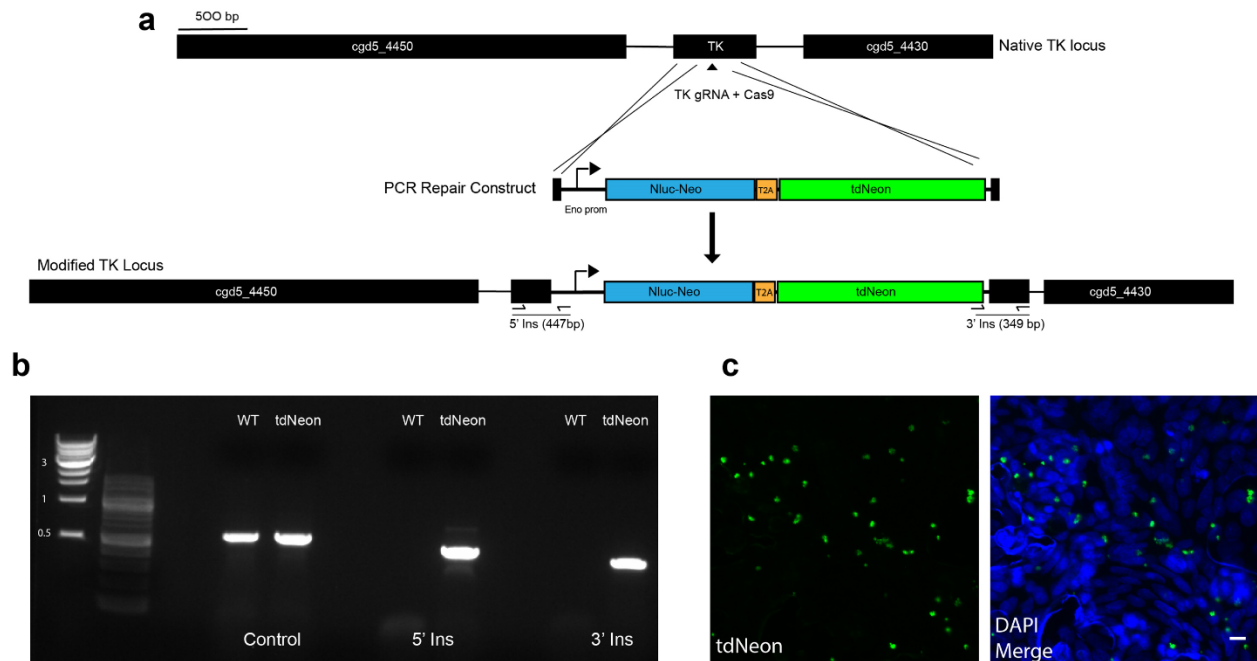 a
500 bp
cgd5_4450
TK
cgd5_4430
Native TK locus
TK gRNA + Cas9
PCR Repair Construct
Eno prom
Nluc-Neo
T2A
tdNeon
Modified TK Locus
cgd5_4450
Nluc-Neo
T2A
tdNeon
cgd5_4430
5' Ins (447bp)
3' Ins (349 bp)
b
WT tdNeon WT tdNeon WT tdNeon
3
1
0.5
Control 5' Ins 3' Ins
c
tdNeon
DAPI
Merge